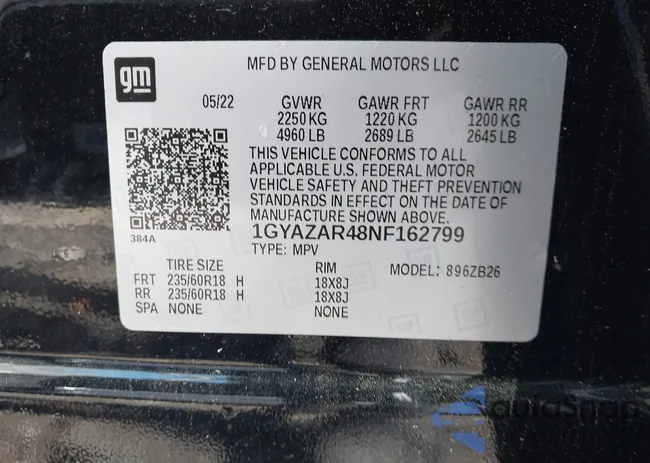 gm
MFD BY GENERAL MOTORS LLC
05/22 GVWR GAWR FRT GAWR RR
2250 KG 1220 KG 1200 KG
4960 LB 2689 LB 2645 LB
THIS VEHICLE CONFORMS TO ALL
APPLICABLE U.S. FEDERAL MOTOR
VEHICLE SAFETY AND THEFT PREVENTION
STANDARDS IN EFFECT ON THE DATE OF
MANUFACTURE SHOWN ABOVE.
384A
1GYAZAR48NF162799
TYPE: MPV
TIRE SIZE RIM MODEL: 896ZB26
FRT 235/60R18 H 18X8J
RR 235/60R18 H 18X8J
SPA NONE NONE
AutoShop